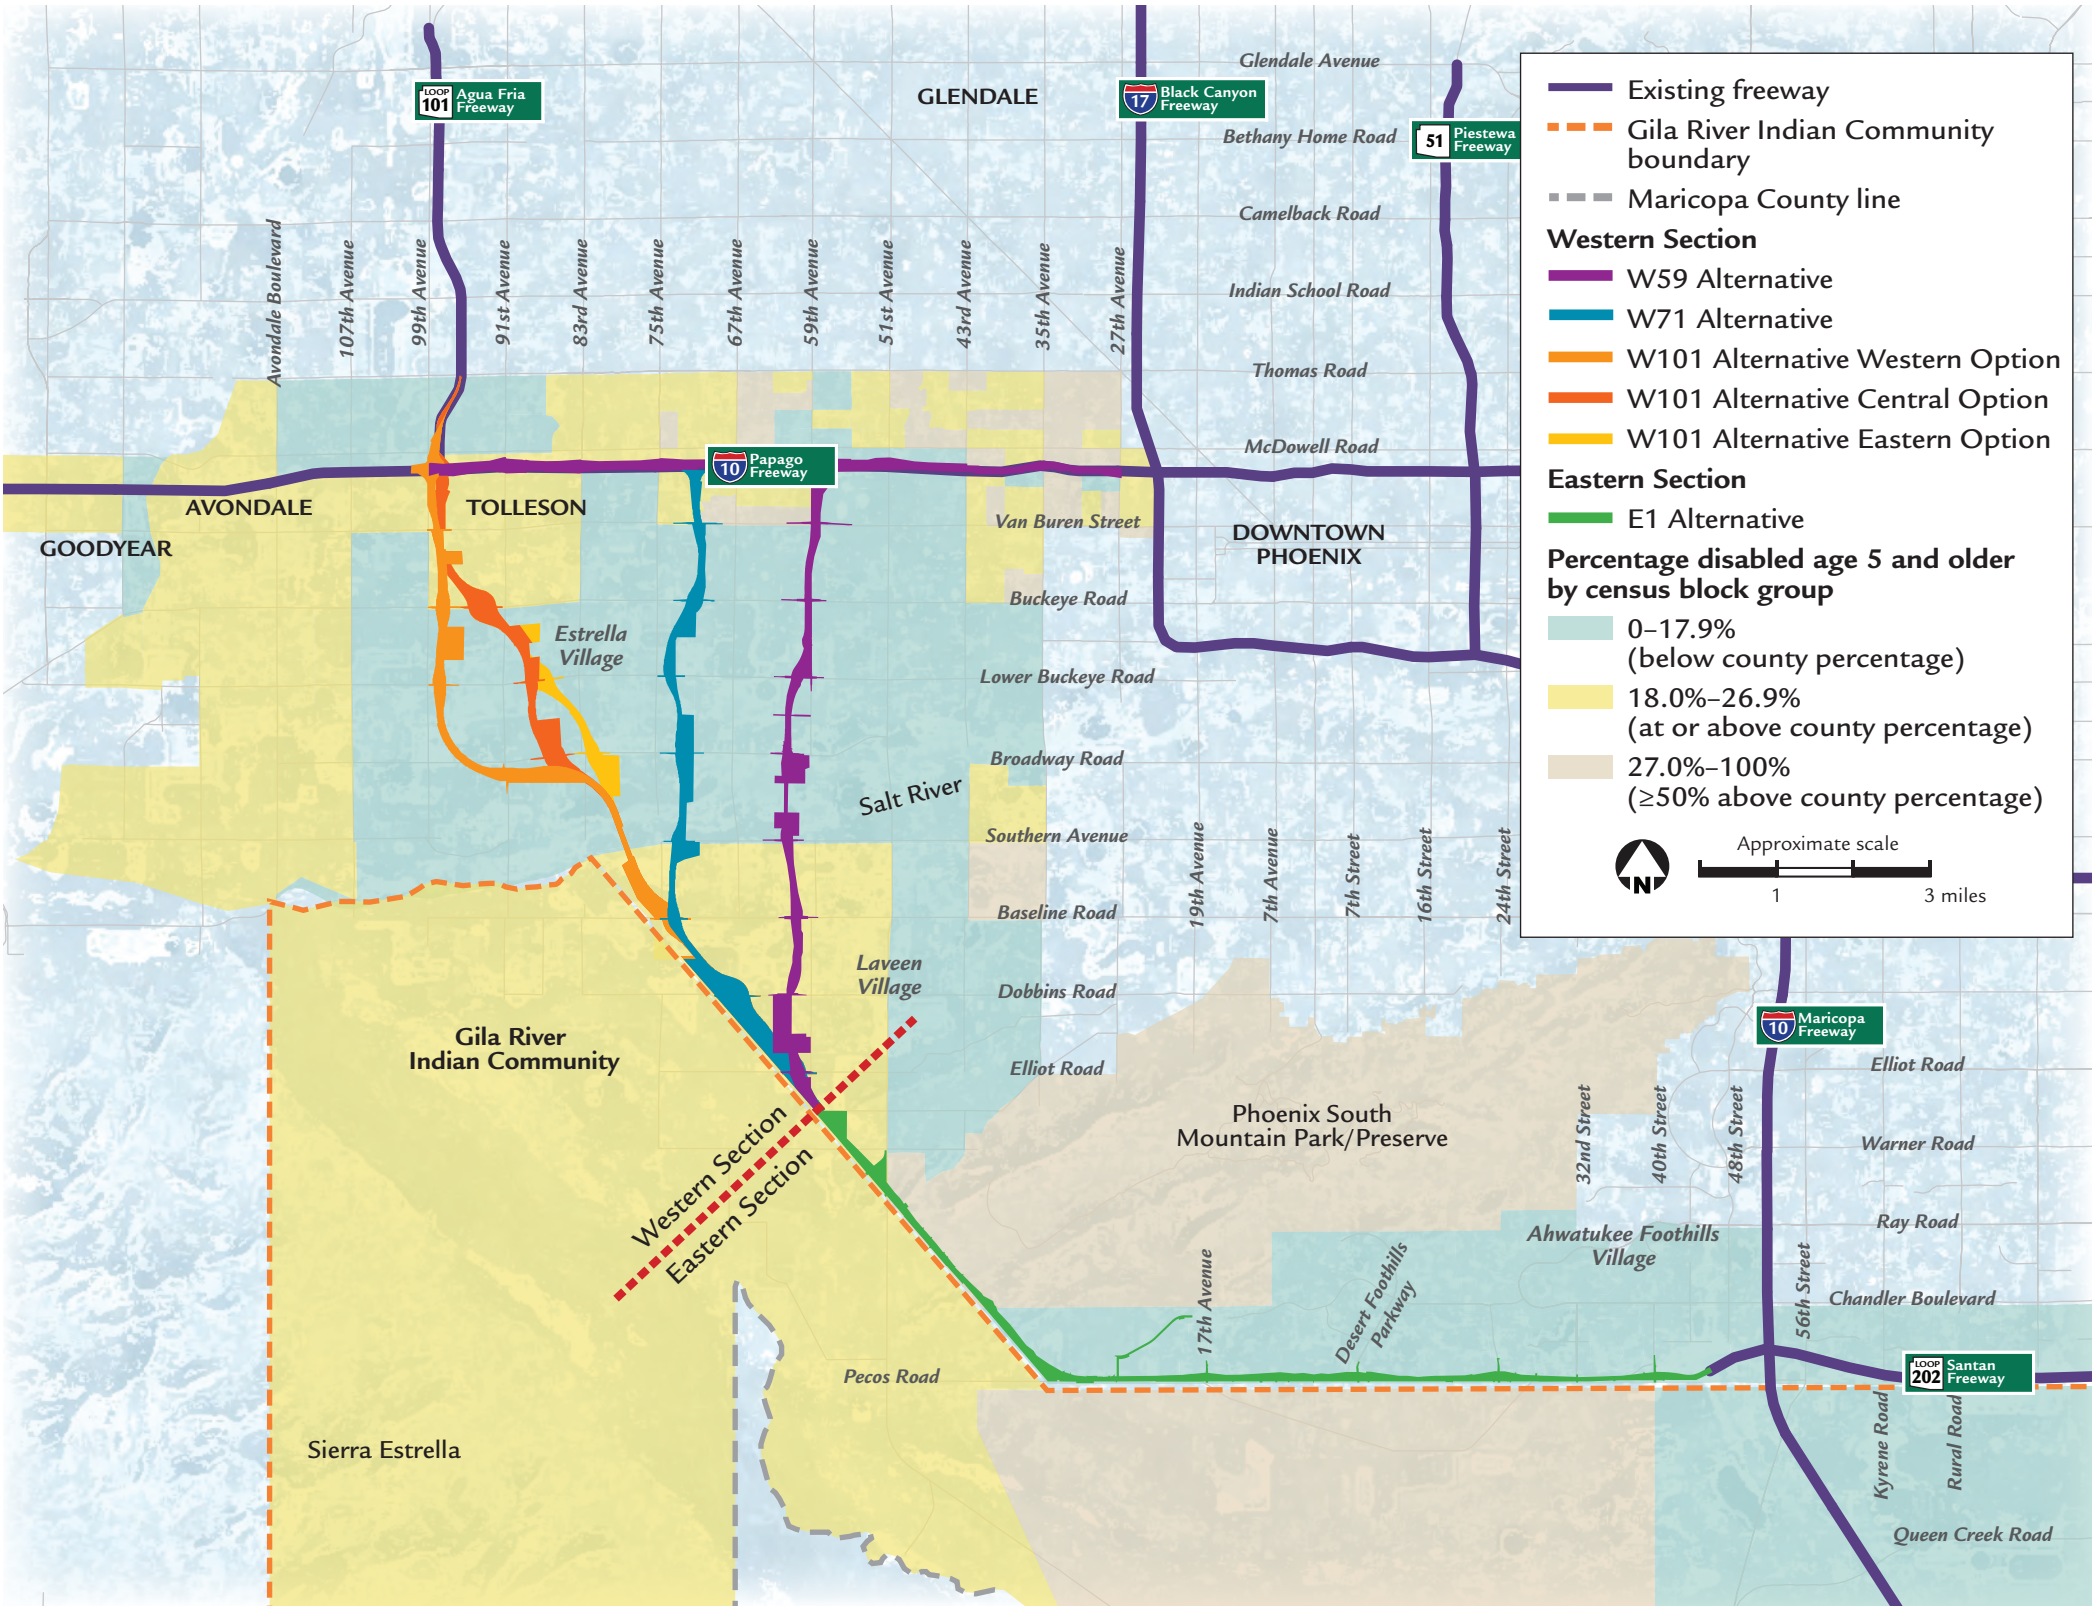 LOOP
101
Agua Fria
Freeway
GLENDALE
17
Black Canyon
Freeway
51
Piestewa
Freeway
Glendale Avenue
Bethany Home Road
Camelback Road
Indian School Road
Thomas Road
McDowell Road
Avondale Boulevard
107th Avenue
99th Avenue
91st Avenue
83rd Avenue
75th Avenue
67th Avenue
59th Avenue
51st Avenue
43rd Avenue
35th Avenue
27th Avenue
10
Papago
Freeway
AVONDALE
TOLLESON
GOODYEAR
Van Buren Street
DOWNTOWN
PHOENIX
Buckeye Road
Estrella
Village
Lower Buckeye Road
Broadway Road
Salt River
Southern Avenue
Baseline Road
19th Avenue
7th Avenue
7th Street
16th Street
24th Street
Laveen
Village
Dobbins Road
Elliot Road
Gila River
Indian Community
Western Section
Eastern Section
Phoenix South
Mountain Park/Preserve
10
Maricopa
Freeway
Elliot Road
32nd Street
40th Street
48th Street
Warner Road
Ray Road
Ahwatukee Foothills
Village
17th Avenue
Desert Foothills
Parkway
56th Street
Chandler Boulevard
Pecos Road
LOOP
202
Santan
Freeway
Sierra Estrella
Kyrene Road
Rural Road
Queen Creek Road
Existing freeway
Gila River Indian Community
boundary
Maricopa County line
Western Section
W59 Alternative
W71 Alternative
W101 Alternative Western Option
W101 Alternative Central Option
W101 Alternative Eastern Option
Eastern Section
E1 Alternative
Percentage disabled age 5 and older
by census block group
0–17.9%
(below county percentage)
18.0%–26.9%
(at or above county percentage)
27.0%–100%
(≥50% above county percentage)
N
Approximate scale
1
3 miles